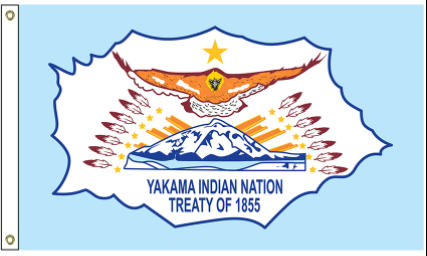 YAKAMA INDIAN NATION
TREATY OF 1855